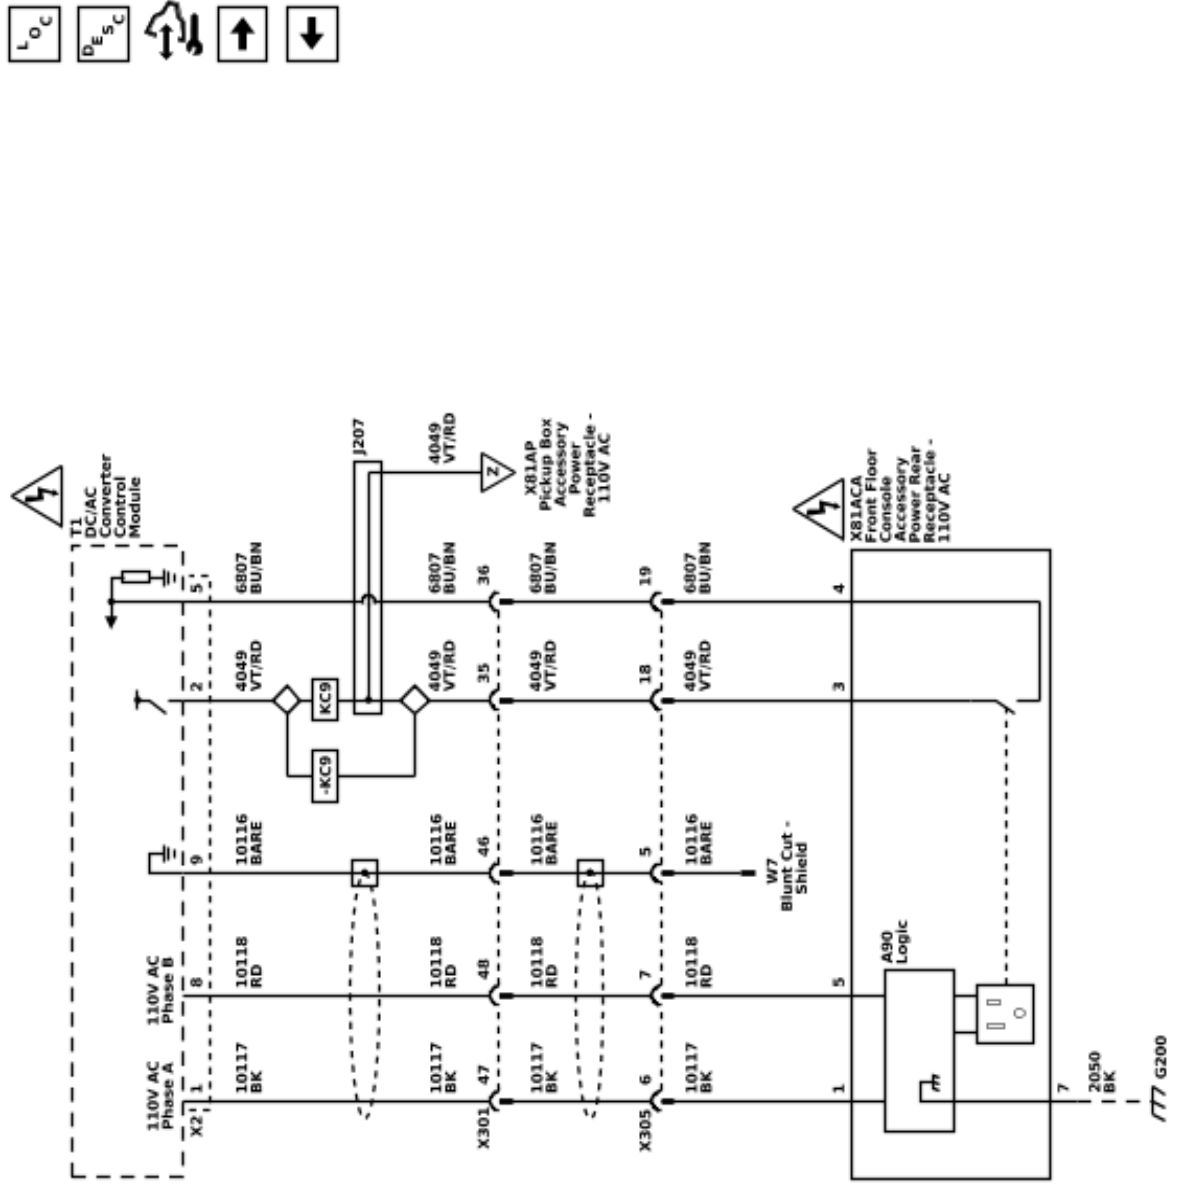 LOC
DESC
T1
DC/AC
Converter
Control
Module
110V AC
Phase A
110V AC
Phase B
X2
1
8
9
2
5
10117
BK
10118
RD
10116
BARE
4049
VT/RD
6807
BU/BN
-KC9
KC9
J207
4049
VT/RD
Z
X81AP
Pickup Box
Accessory
Power
Receptacle -
110V AC
10117
BK
10118
RD
10116
BARE
4049
VT/RD
6807
BU/BN
X301
47
48
46
35
36
10117
BK
10118
RD
10116
BARE
4049
VT/RD
6807
BU/BN
X305
6
7
5
18
19
10117
BK
10118
RD
10116
BARE
4049
VT/RD
6807
BU/BN
W7
Blunt Cut -
Shield
1
5
3
4
X81ACA
Front Floor
Console
Accessory
Power Rear
Receptacle -
110V AC
A90
Logic
7
2050
BK
G200